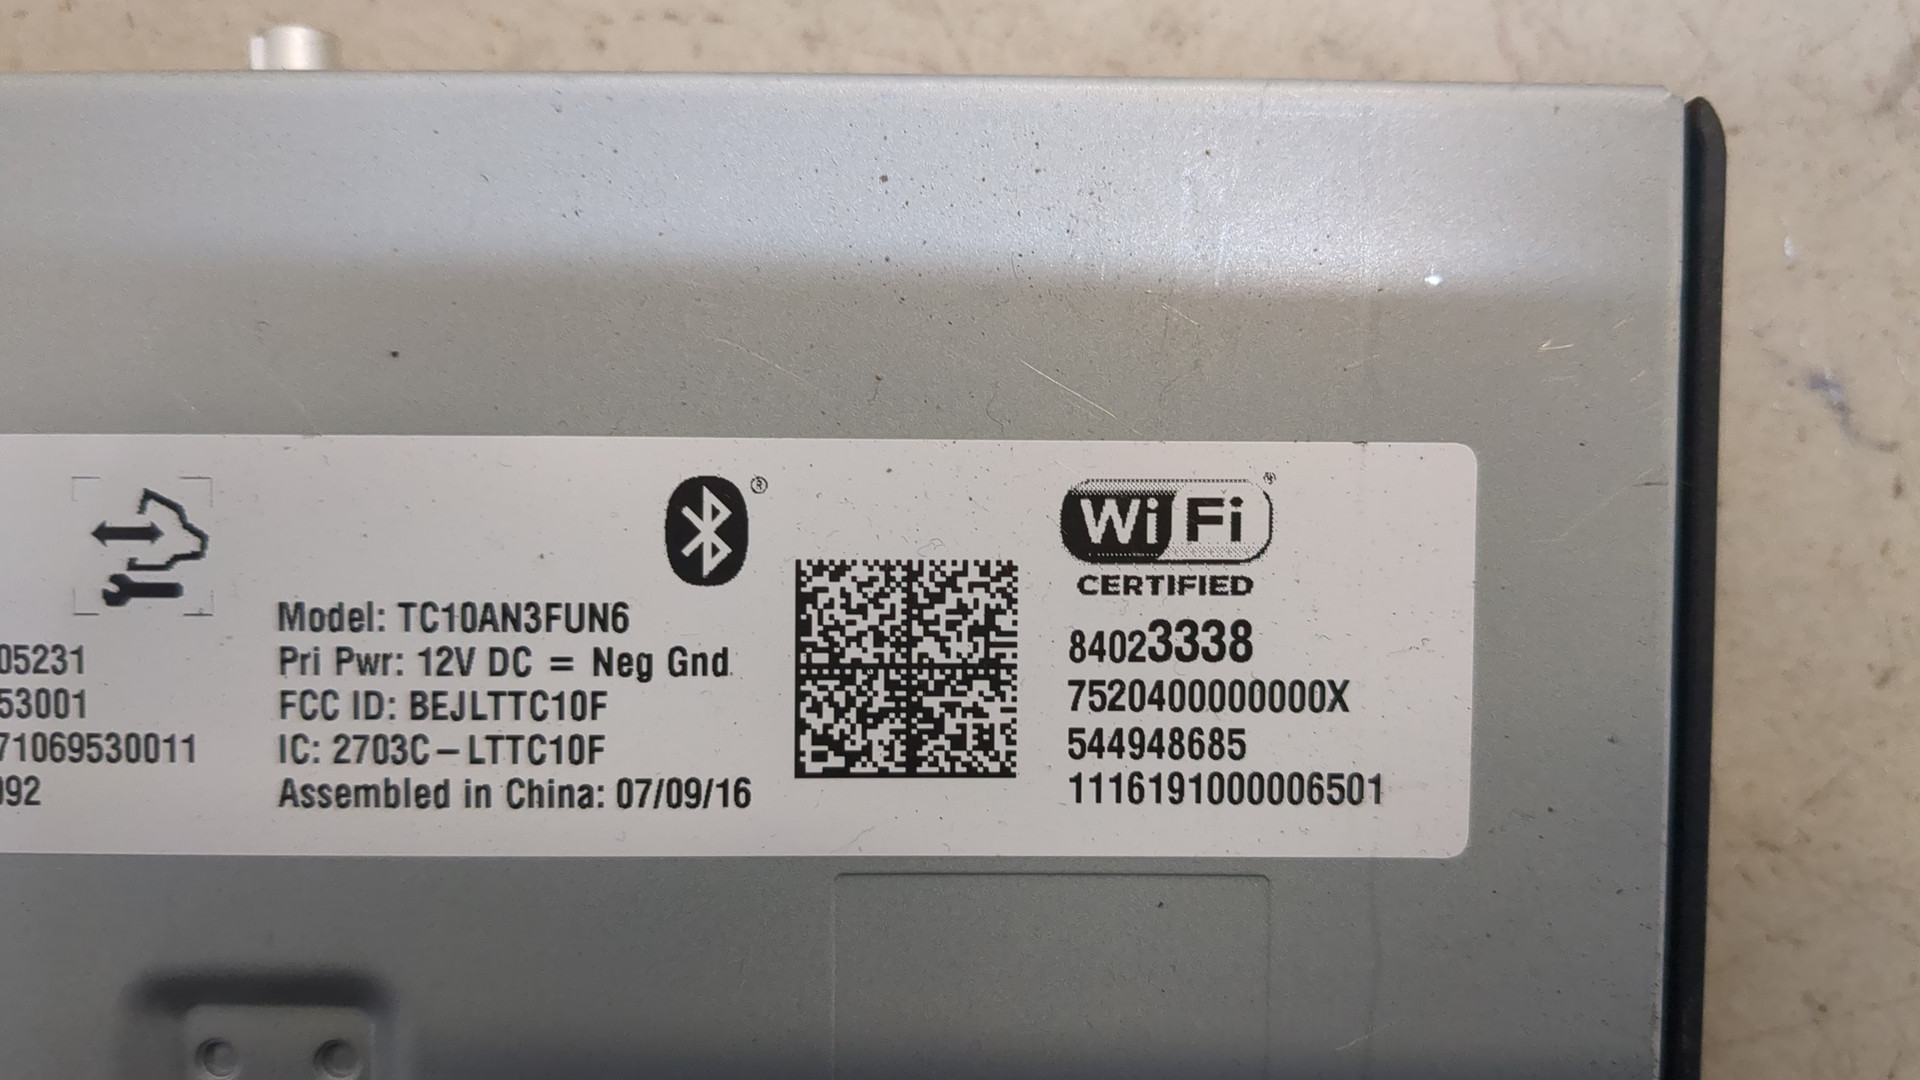 ®
Wi Fi®
CERTIFIED
Model: TC10AN3FUN6
05231
Pri Pwr: 12V DC = Neg Gnd.
53001
FCC ID: BEJLTTC10F
71069530011
IC: 2703C-LTTC10F
092
Assembled in China: 07/09/16
84023338
7520400000000X
544948685
1116191000006501